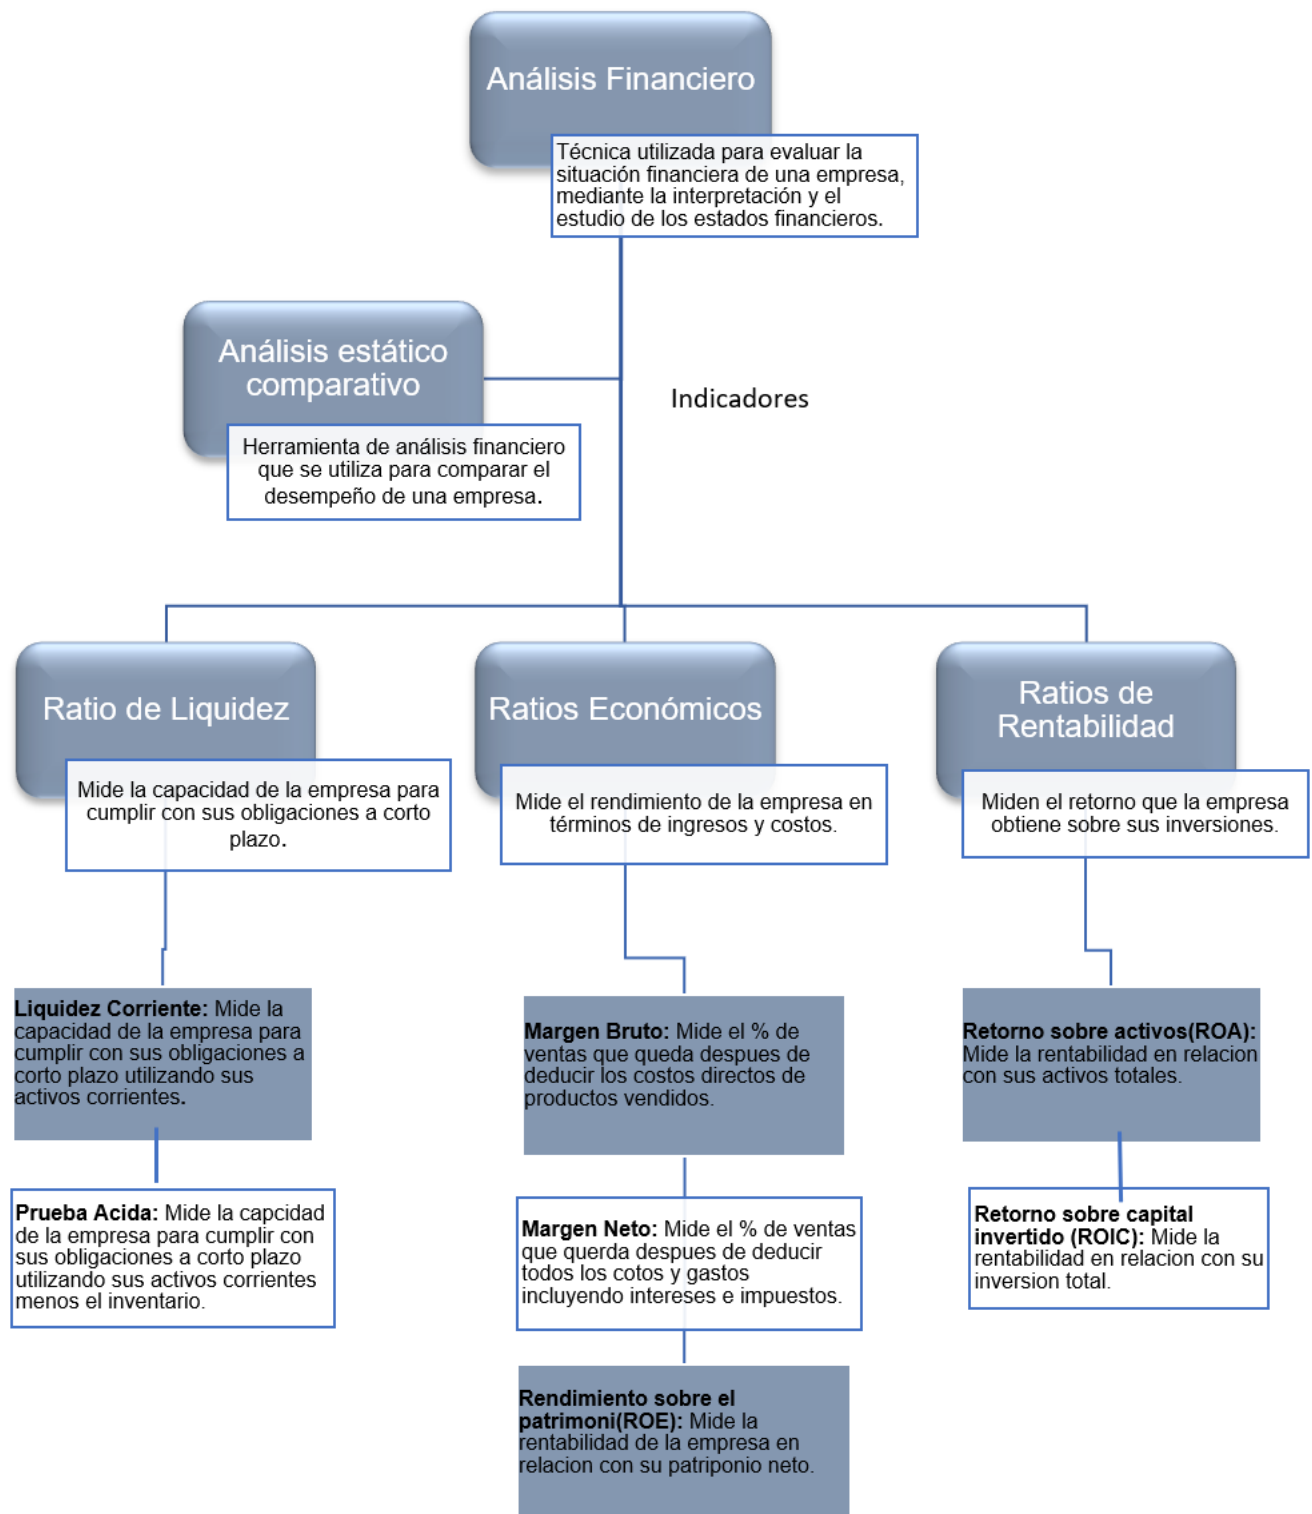 Análisis Financiero
Técnica utilizada para evaluar la
situación financiera de una empresa,
mediante la interpretación y el
estudio de los estados financieros.
Análisis estático
comparativo
Herramienta de análisis financiero
que se utiliza para comparar el
desempeño de una empresa.
Indicadores
Ratio de Liquidez
Mide la capacidad de la empresa para
cumplir con sus obligaciones a corto
plazo.
Ratios Económicos
Mide el rendimiento de la empresa en
términos de ingresos y costos.
Ratios de
Rentabilidad
Miden el retorno que la empresa
obtiene sobre sus inversiones.
Liquidez Corriente: Mide la
capacidad de la empresa para
cumplir con sus obligaciones a
corto plazo utilizando sus
activos corrientes.
Prueba Acida: Mide la capcidad
de la empresa para cumplir con
sus obligaciones a corto plazo
utilizando sus activos corrientes
menos el inventario.
Margen Bruto: Mide el % de
ventas que queda despues de
deducir los costos directos de
productos vendidos.
Margen Neto: Mide el % de ventas
que querda despues de deducir
todos los cotos y gastos
incluyendo intereses e impuestos.
Rendimiento sobre el
patrimoni(ROE): Mide la
rentabilidad de la empresa en
relacion con su patriponio neto.
Retorno sobre activos(ROA):
Mide la rentabilidad en relacion
con sus activos totales.
Retorno sobre capital
invertido (ROIC): Mide la
rentabilidad en relacion con su
inversion total.